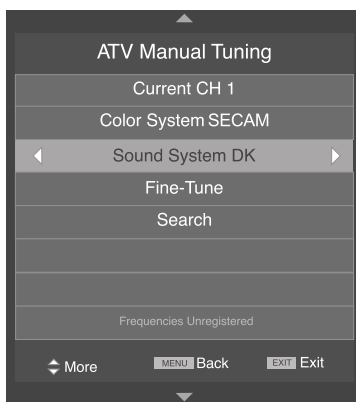 ATV Manual Tuning
Current CH 1
Color System SECAM
Sound System DK
Fine-Tune
Search
Frequencies Unregistered
More MENU Back EXIT Exit